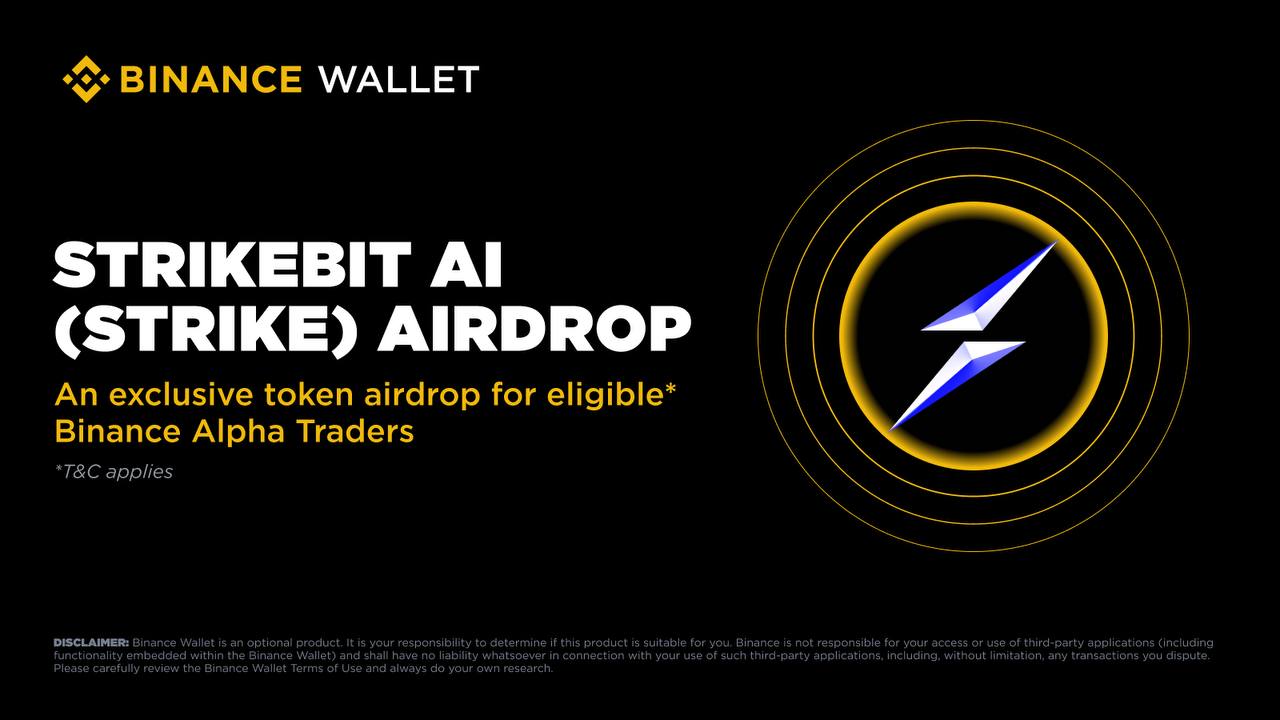 BINANCE WALLET
STRIKEBIT AI
(STRIKE) AIRDROP
An exclusive token airdrop for eligible*
Binance Alpha Traders
*T&C applies
DISCLAIMER: Binance Wallet is an optional product. It is your responsibility to determine if this product is suitable for you. Binance is not responsible for your access or use of third-party applications (including
functionality embedded within the Binance Wallet) and shall have no liability whatsoever in connection with your use of such third-party applications, including, without limitation, any transactions you dispute.
Please carefully review the Binance Wallet Terms of Use and always do your own research.